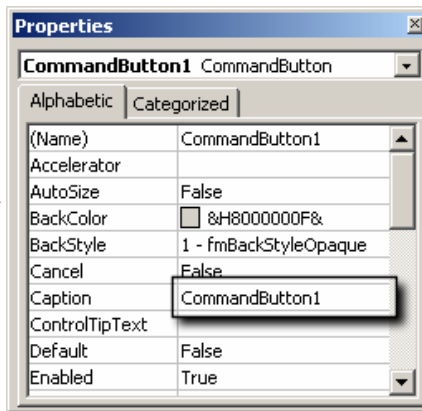 Properties
CommandButton1 CommandButton
Alphabetic Categorized
(Name) CommandButton1
Accelerator
AutoSize False
BackColor &H8000000F&
BackStyle 1 - fmBackStyleOpaque
Cancel False
Caption CommandButton1
ControlTipText
Default False
Enabled True